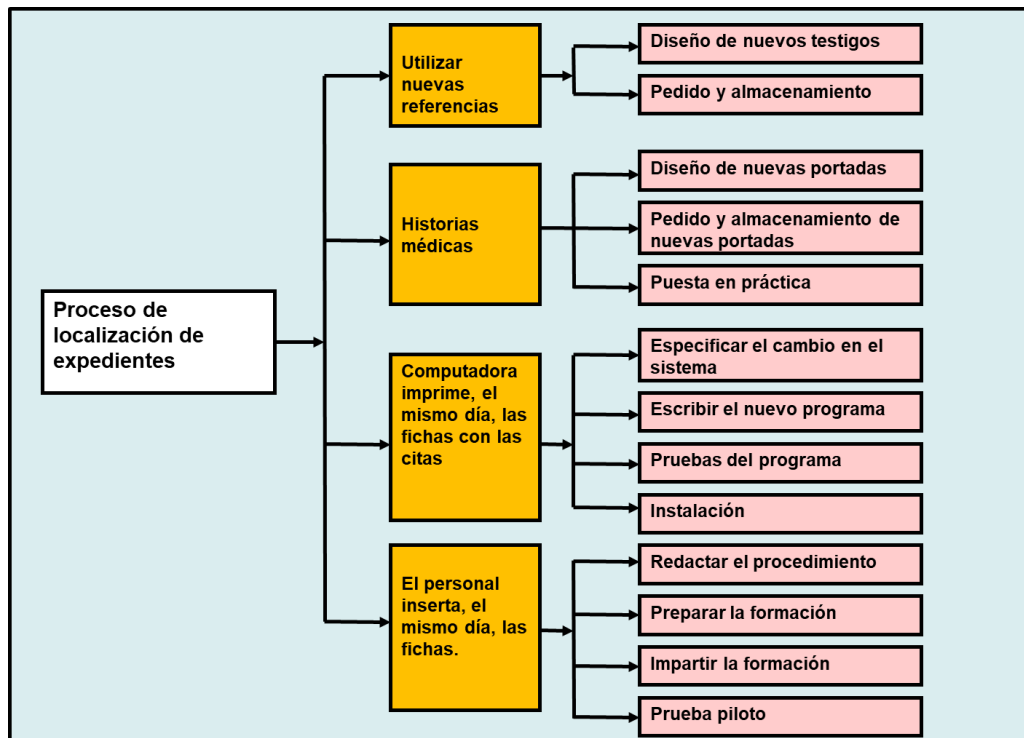 Proceso de
localización de
expedientes
Utilizar
nuevas
referencias
Diseño de nuevos testigos
Pedido y almacenamiento
Historias
médicas
Diseño de nuevas portadas
Pedido y almacenamiento de
nuevas portadas
Puesta en práctica
Computadora
imprime, el
mismo día, las
fichas con las
citas
Especificar el cambio en el
sistema
Escribir el nuevo programa
Pruebas del programa
Instalación
El personal
inserta, el
mismo día, las
fichas.
Redactar el procedimiento
Preparar la formación
Impartir la formación
Prueba piloto